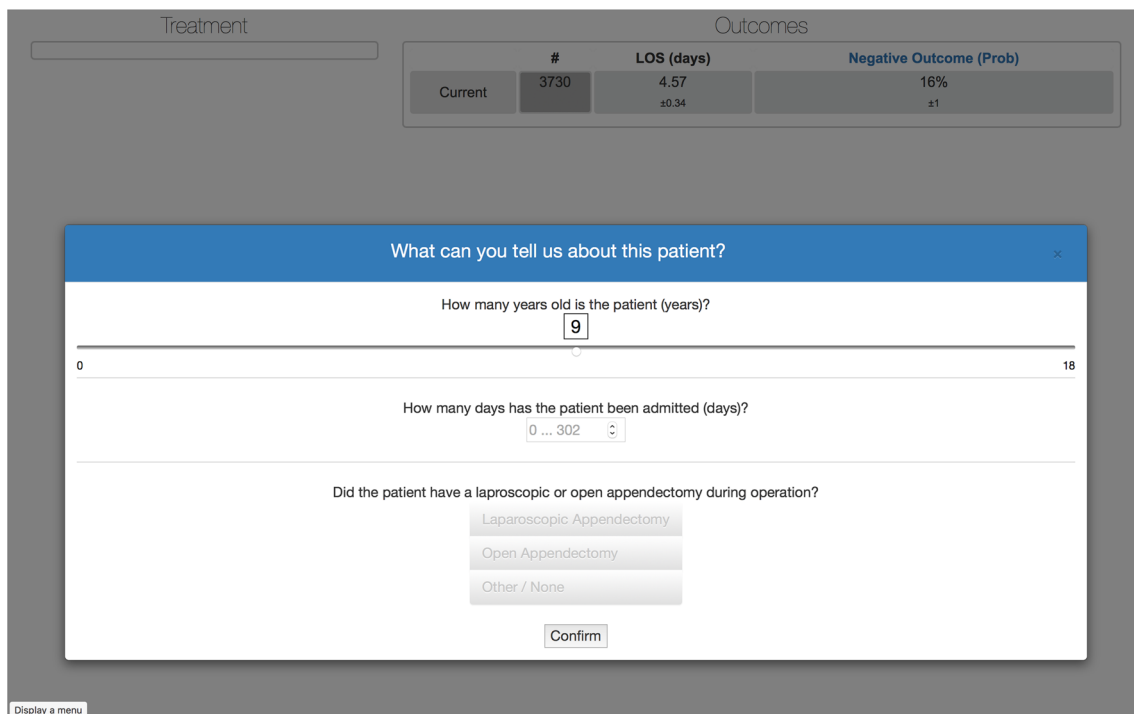 Treatment
Outcomes
# LOS (days) Negative Outcome (Prob)
Current 3730 4.57 16%
±0.34 ±1
What can you tell us about this patient? ×
How many years old is the patient (years)?
9
0 18
How many days has the patient been admitted (days)?
0 ... 302
Did the patient have a laproscopic or open appendectomy during operation?
Laparoscopic Appendectomy
Open Appendectomy
Other / None
Confirm
Display a menu